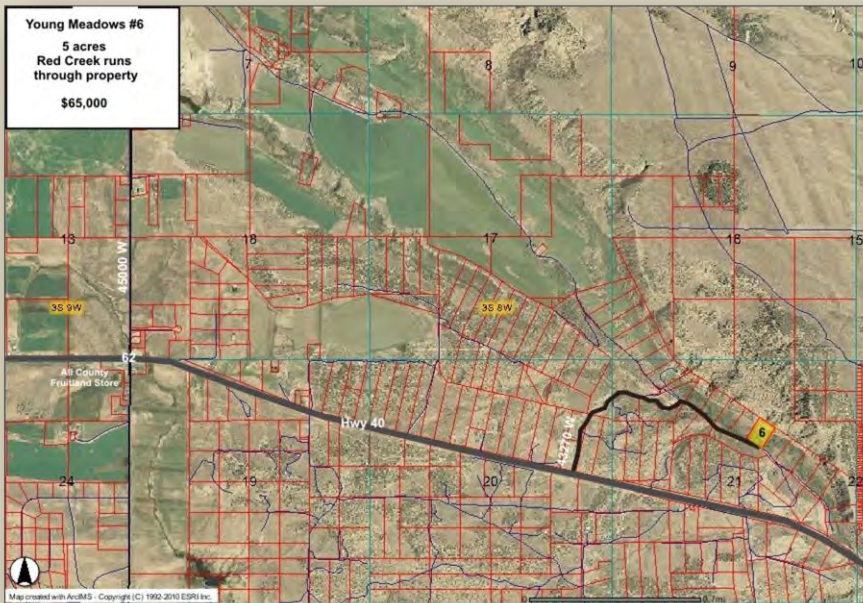 Young Meadows #6
5 acres
Red Creek runs
through property
$65,000
7
8
9
10
13
18
17
16
15
45000 W
3S 9W
3S 8W
62
All County
Fruitland Store
Hwy 40
6
24
19
20
21
22
Map created with ArcIMS - Copyright (C) 1992-2010 ESRI Inc.
0.7mi